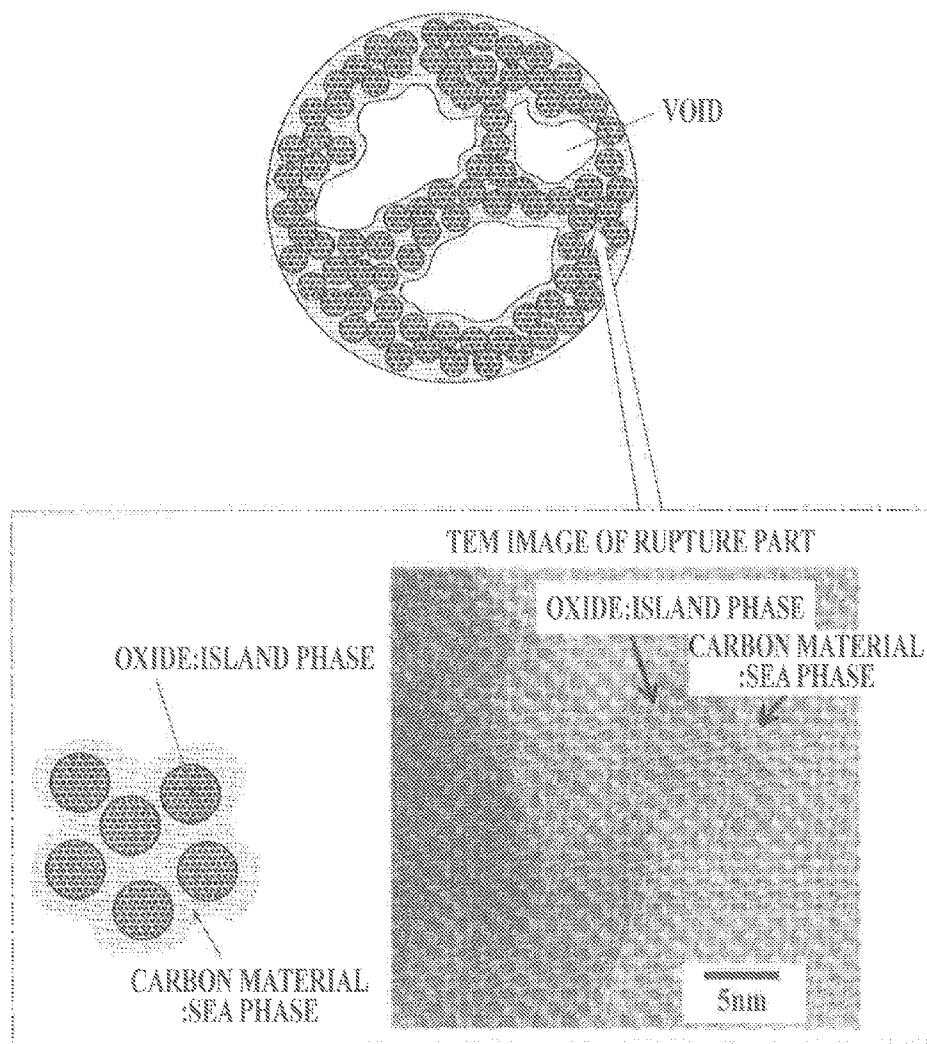 VOID
TEM IMAGE OF RUPTURE PART
OXIDE:ISLAND PHASE
CARBON MATERIAL
:SEA PHASE
OXIDE:ISLAND PHASE
CARBON MATERIAL
:SEA PHASE
5nm